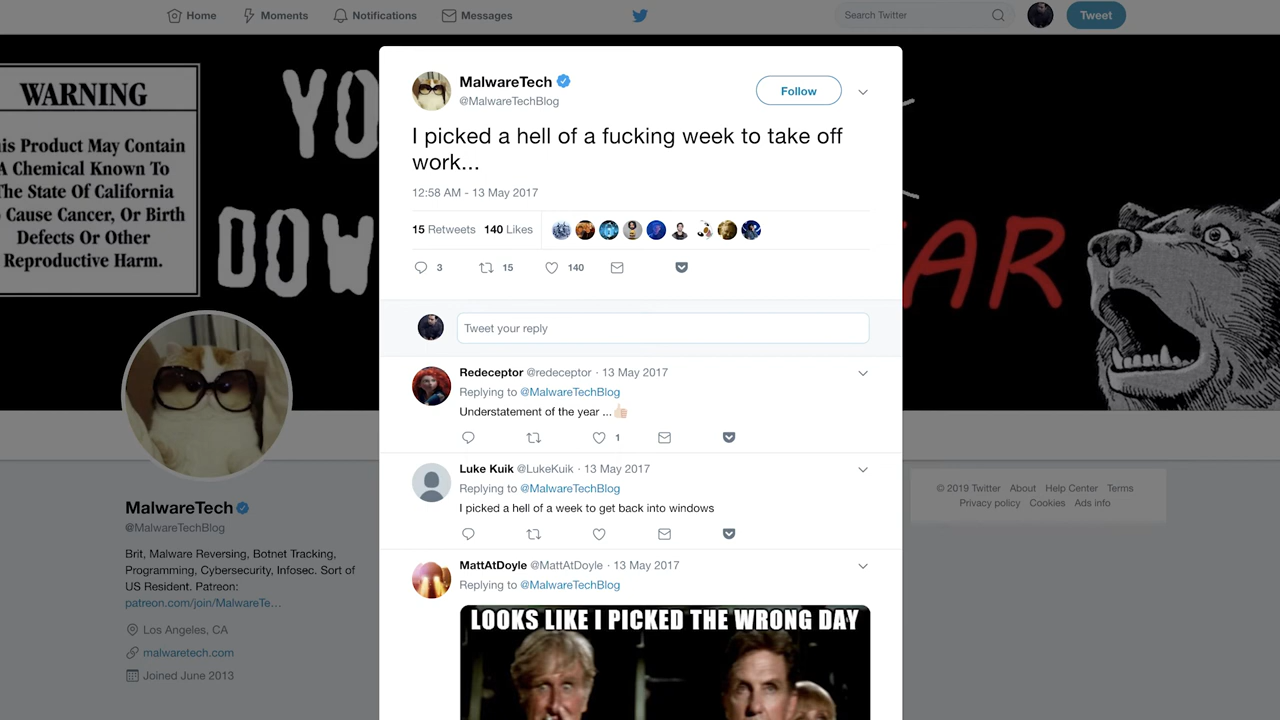 Home Moments Notifications Messages Search Twitter Tweet
WARNING
is Product May Contain
A Chemical Known To
The State Of California
Cause Cancer, Or Birth
Defects Or Other
Reproductive Harm.
YO
DOW
AR
MalwareTech
@MalwareTechBlog
Follow
I picked a hell of a fucking week to take off
work...
12:58 AM - 13 May 2017
15 Retweets 140 Likes
3 15 140
Tweet your reply
Redeceptor @redeceptor · 13 May 2017
Replying to @MalwareTechBlog
Understatement of the year ...👍🏻
1
Luke Kuik @LukeKuik · 13 May 2017
Replying to @MalwareTechBlog
I picked a hell of a week to get back into windows
MattAtDoyle @MattAtDoyle · 13 May 2017
Replying to @MalwareTechBlog
LOOKS LIKE I PICKED THE WRONG DAY
MalwareTech
@MalwareTechBlog
Brit, Malware Reversing, Botnet Tracking,
Programming, Cybersecurity, Infosec. Sort of
US Resident. Patreon:
patreon.com/join/MalwareTe…
Los Angeles, CA
malwaretech.com
Joined June 2013
© 2019 Twitter About Help Center Terms
Privacy policy Cookies Ads info